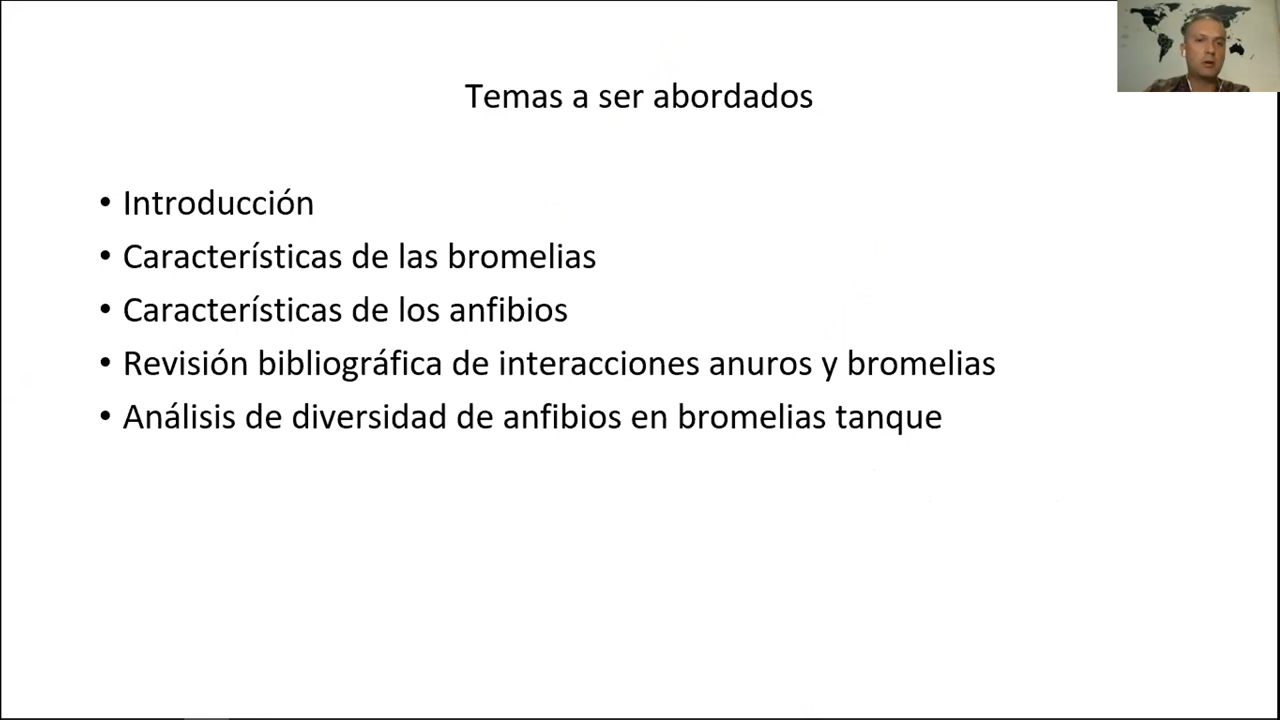 Temas a ser abordados
• Introducción
• Características de las bromelias
• Características de los anfibios
• Revisión bibliográfica de interacciones anuros y bromelias
• Análisis de diversidad de anfibios en bromelias tanque